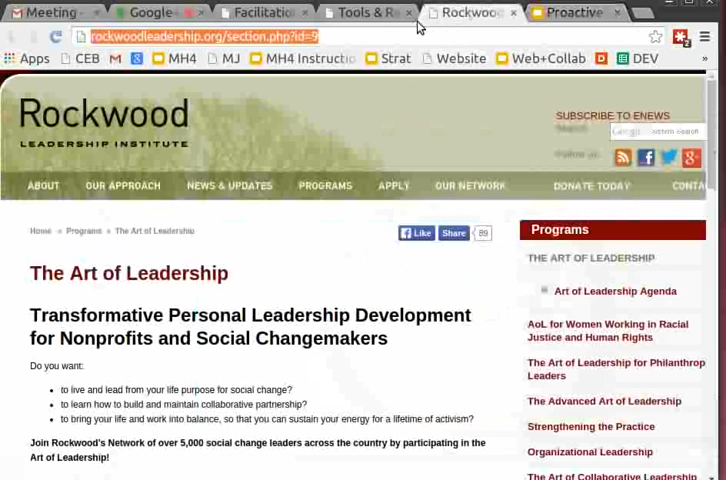 Meeting - Google Facilitatio Tools & R Rockwoo Proactive
rockwoodleadership.org/section.php?id=9
Apps CEB MH4 MJ MH4 Instructio Strat Website Web+Collab DEV
Rockwood
LEADERSHIP INSTITUTE
SUBSCRIBE TO ENEWS
Search
Follow us
ABOUT OUR APPROACH NEWS & UPDATES PROGRAMS APPLY OUR NETWORK DONATE TODAY CONTA
Home » Programs » The Art of Leadership
Like Share 89
Programs
THE ART OF LEADERSHIP
Art of Leadership Agenda
AoL for Women Working in Racial
Justice and Human Rights
The Art of Leadership for Philanthrop
Leaders
The Advanced Art of Leadership
Strengthening the Practice
Organizational Leadership
The Art of Collaborative Leadership
The Art of Leadership
Transformative Personal Leadership Development
for Nonprofits and Social Changemakers
Do you want:
• to live and lead from your life purpose for social change?
• to learn how to build and maintain collaborative partnership?
• to bring your life and work into balance, so that you can sustain your energy for a lifetime of activism?
Join Rockwood's Network of over 5,000 social change leaders across the country by participating in the
Art of Leadership!